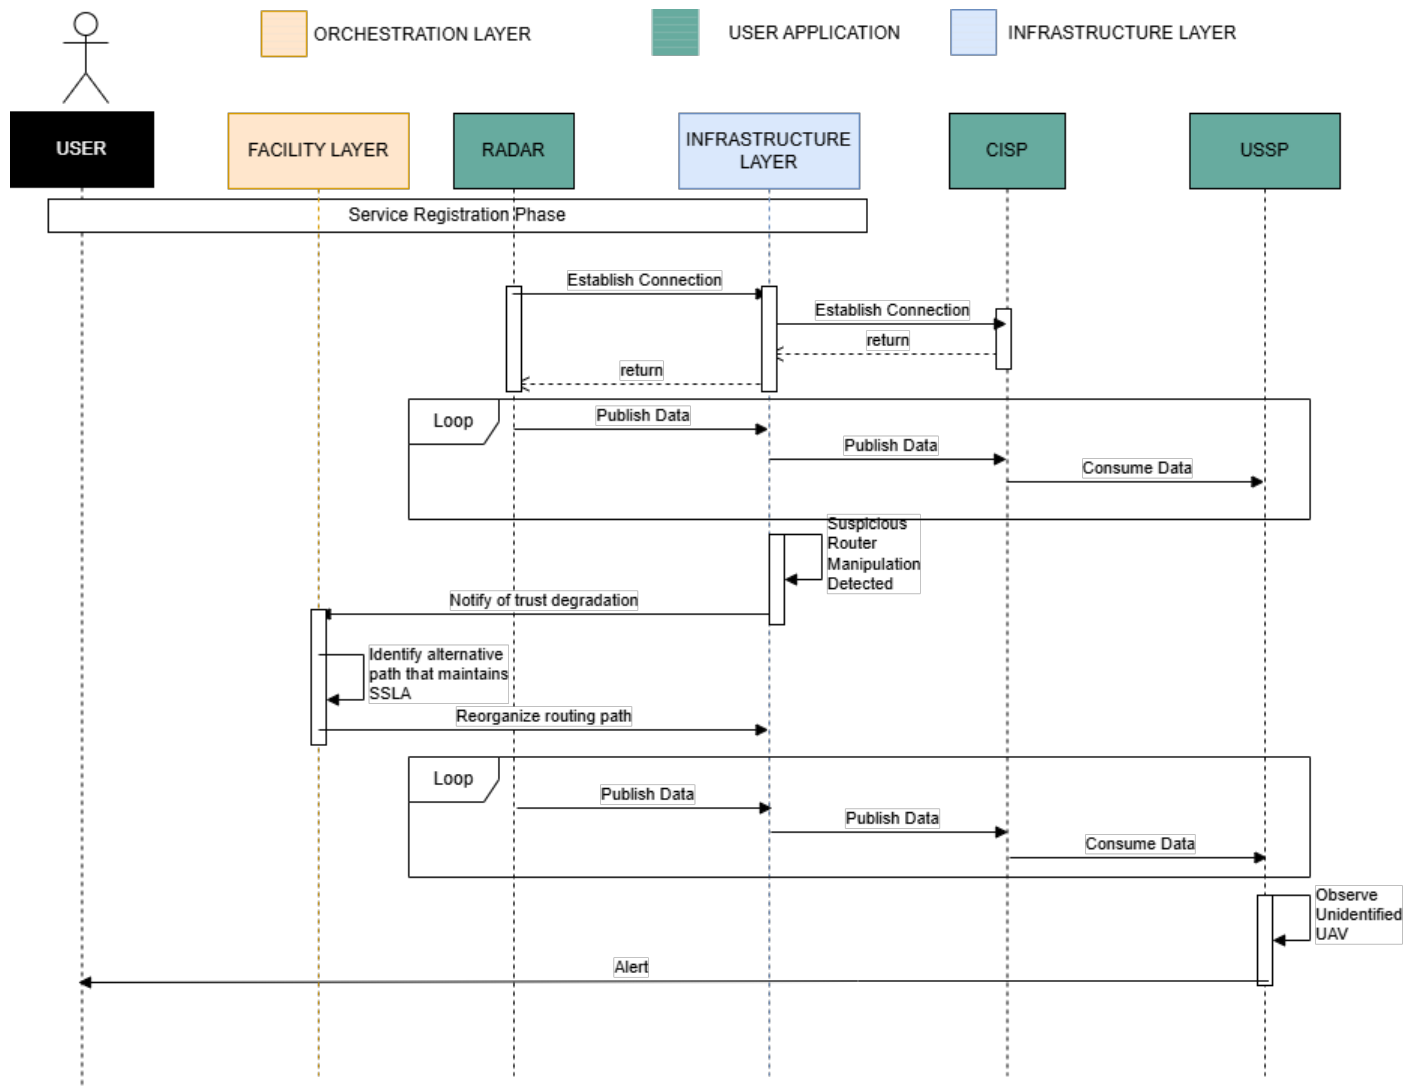 ORCHESTRATION LAYER
USER APPLICATION
INFRASTRUCTURE LAYER
USER
FACILITY LAYER
RADAR
INFRASTRUCTURE
LAYER
CISP
USSP
Service Registration Phase
Establish Connection
Establish Connection
return
return
Loop
Publish Data
Publish Data
Consume Data
Suspicious
Router
Manipulation
Detected
Notify of trust degradation
Identify alternative
path that maintains
SSLA
Reorganize routing path
Loop
Publish Data
Publish Data
Consume Data
Observe
Unidentified
UAV
Alert